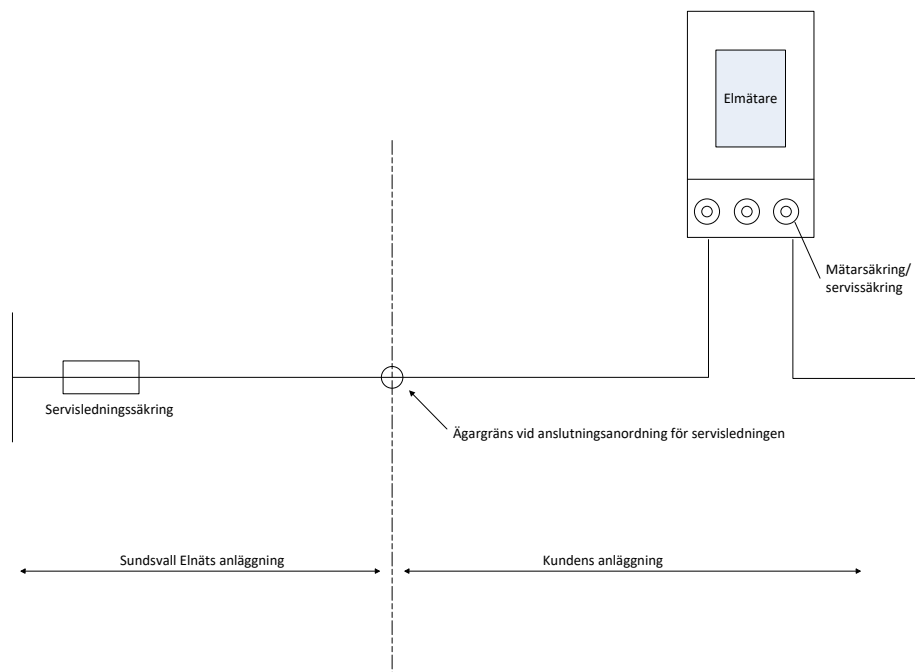 Elmätare
Mätarsäkring/
servissäkring
Servisledningssäkring
Ägargräns vid anslutningsanordning för servisledningen
Sundsvall Elnäts anläggning
Kundens anläggning